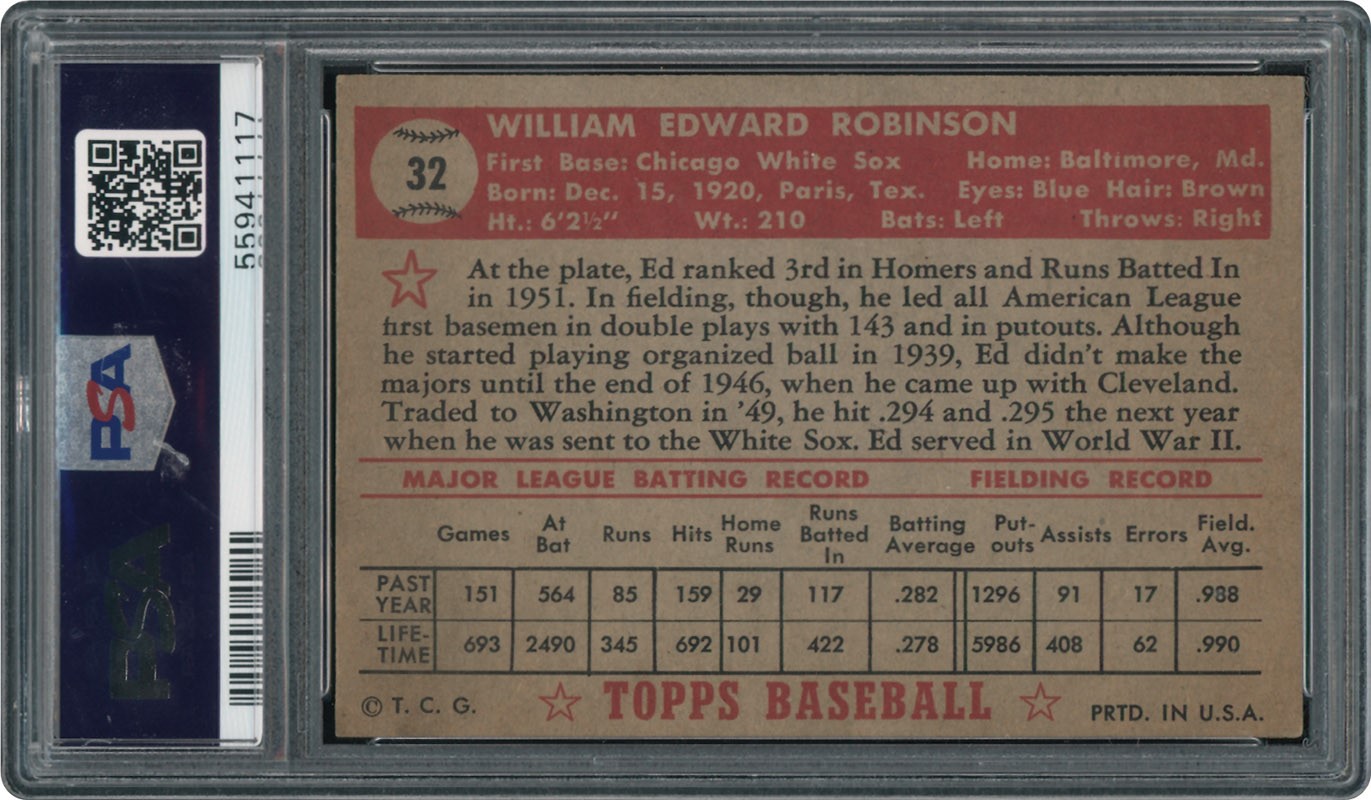 55941117
PSA
PSA
32
WILLIAM EDWARD ROBINSON
First Base: Chicago White Sox Home: Baltimore, Md.
Born: Dec. 15, 1920, Paris, Tex. Eyes: Blue Hair: Brown
Ht.: 6'2½" Wt.: 210 Bats: Left Throws: Right
At the plate, Ed ranked 3rd in Homers and Runs Batted In
in 1951. In fielding, though, he led all American League
first basemen in double plays with 143 and in putouts. Although
he started playing organized ball in 1939, Ed didn't make the
majors until the end of 1946, when he came up with Cleveland.
Traded to Washington in '49, he hit .294 and .295 the next year
when he was sent to the White Sox. Ed served in World War II.
MAJOR LEAGUE BATTING RECORD FIELDING RECORD
Games At Bat Runs Hits Home Runs Runs Batted In Batting Average Put-outs Assists Errors Field. Avg.
PAST YEAR 151 564 85 159 29 117 .282 1296 91 17 .988
LIFE-TIME 693 2490 345 692 101 422 .278 5986 408 62 .990
© T. C. G. TOPPS BASEBALL PRTD. IN U.S.A.